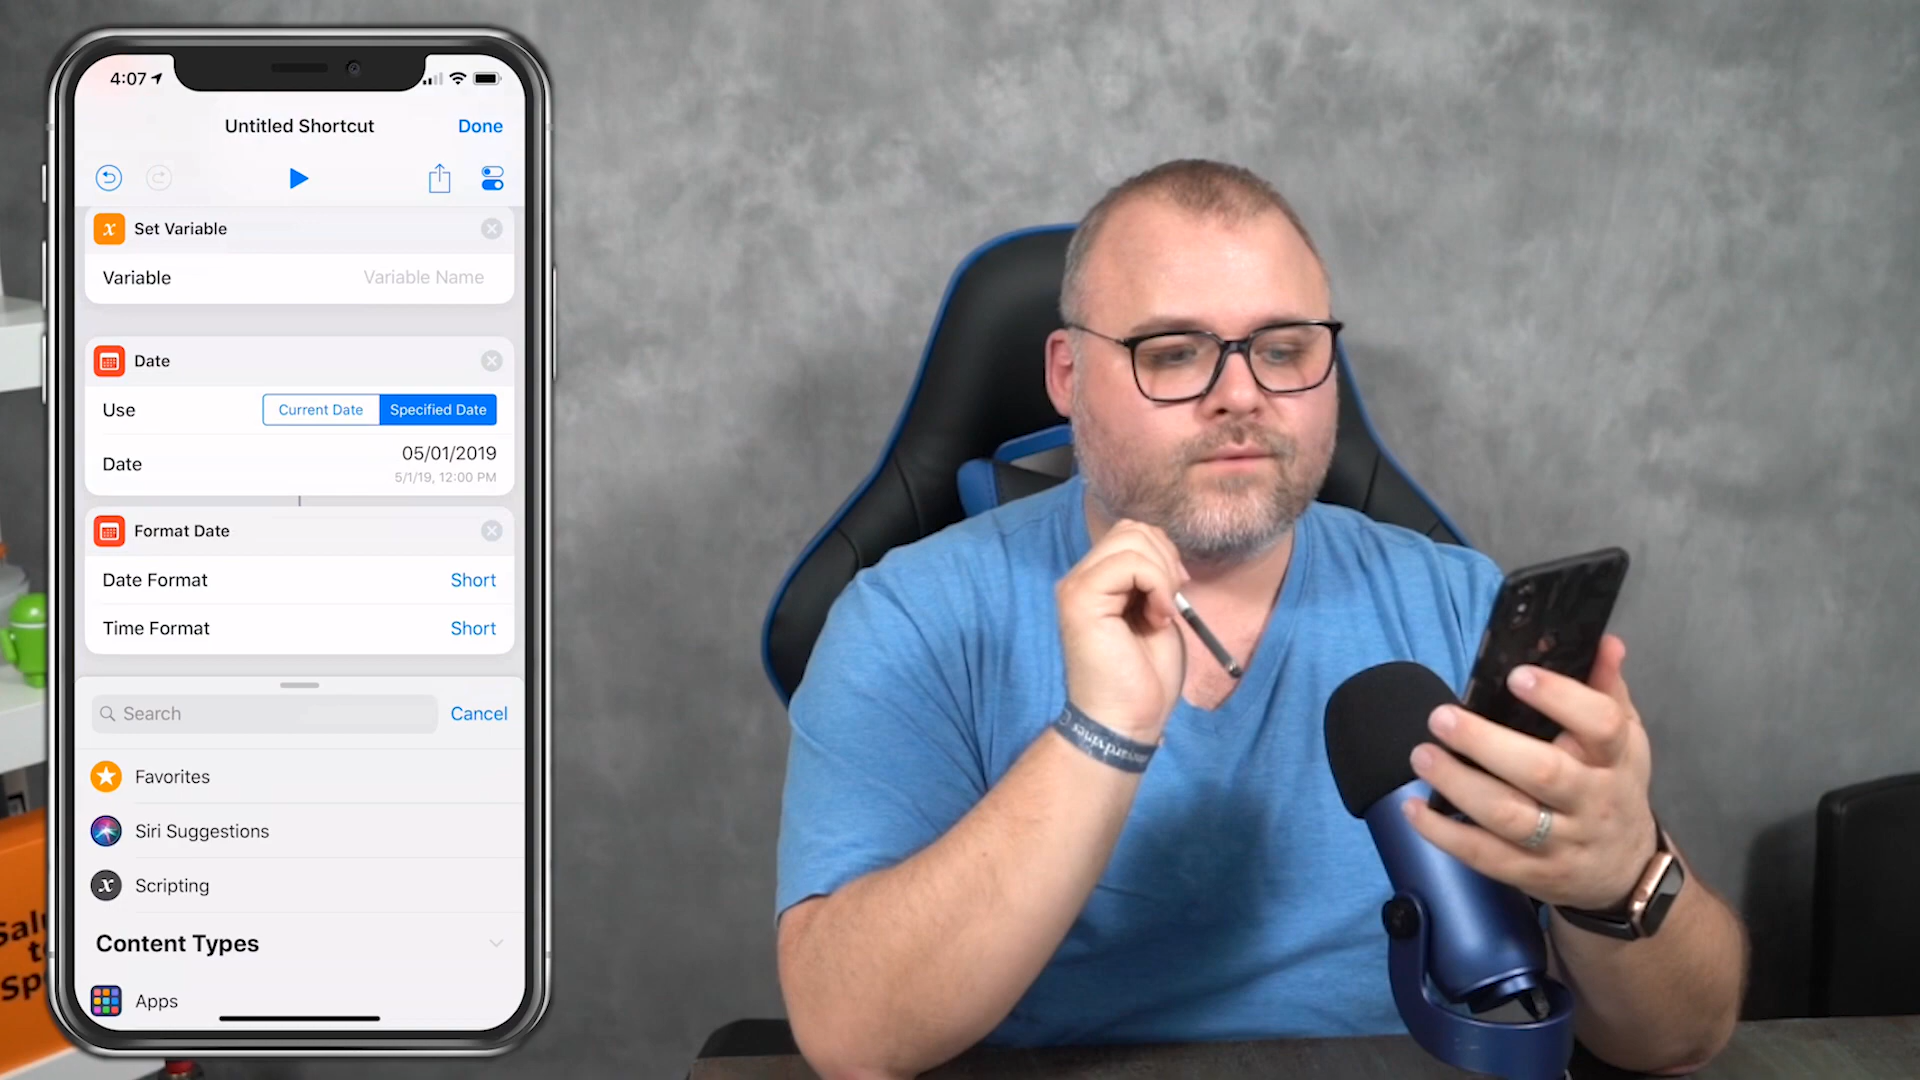 4:07
Untitled Shortcut
Done
x Set Variable
Variable
Variable Name
Date
Use
Current Date
Specified Date
Date
05/01/2019
5/1/19, 12:00 PM
Format Date
Date Format
Short
Time Format
Short
Search
Cancel
Favorites
Siri Suggestions
x Scripting
Content Types
Apps